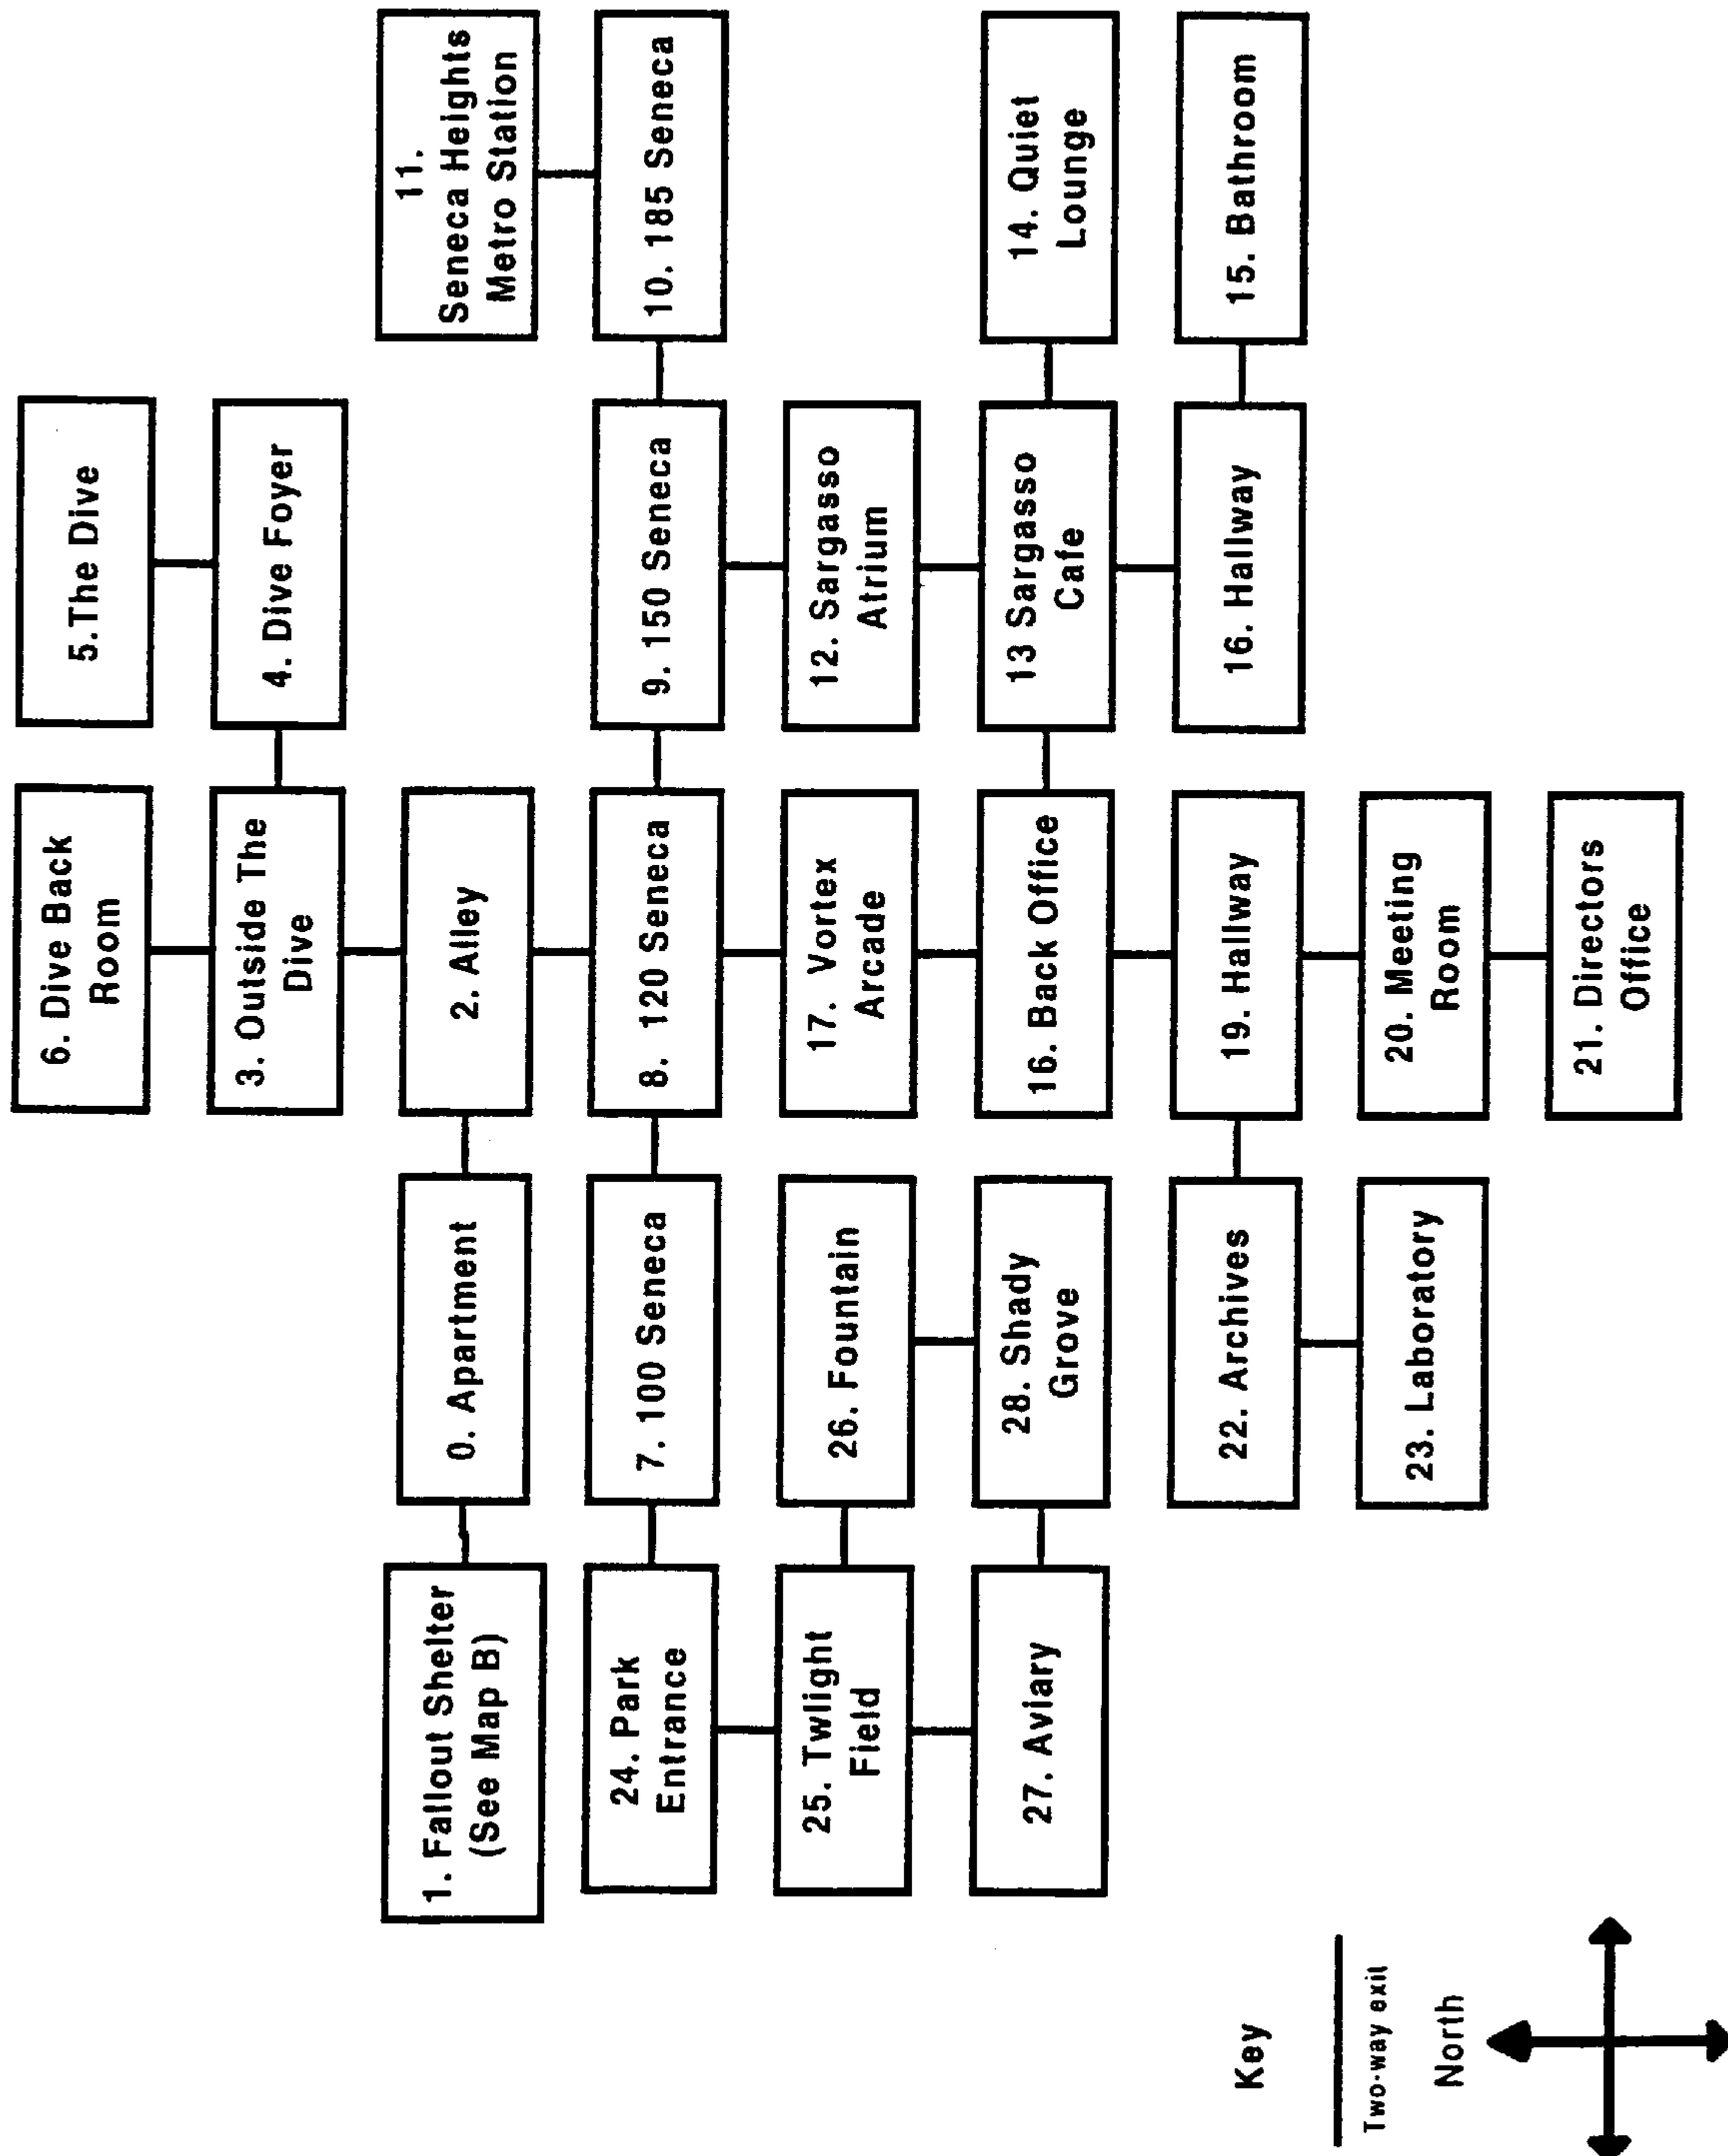 6. Dive Back
Room
5.The Dive
3. Outside The
Dive
4. Dive Foyer
1. Fallout Shelter
(See Map B)
0. Apartment
2. Alley
11.
Seneca Heights
Metro Station
24. Park
Entrance
7. 100 Seneca
8. 120 Seneca
9. 150 Seneca
10. 185 Seneca
25. Twlight
Field
26. Fountain
17. Vortex
Arcade
12. Sargasso
Atrium
27. Aviary
28. Shady
Grove
16. Back Office
13 Sargasso
Cafe
14. Quiet
Lounge
22. Archives
19. Hallway
16. Hallway
15. Bathroom
23. Laboratory
20. Meeting
Room
21. Directors
Office
Key
Two-way exit
North